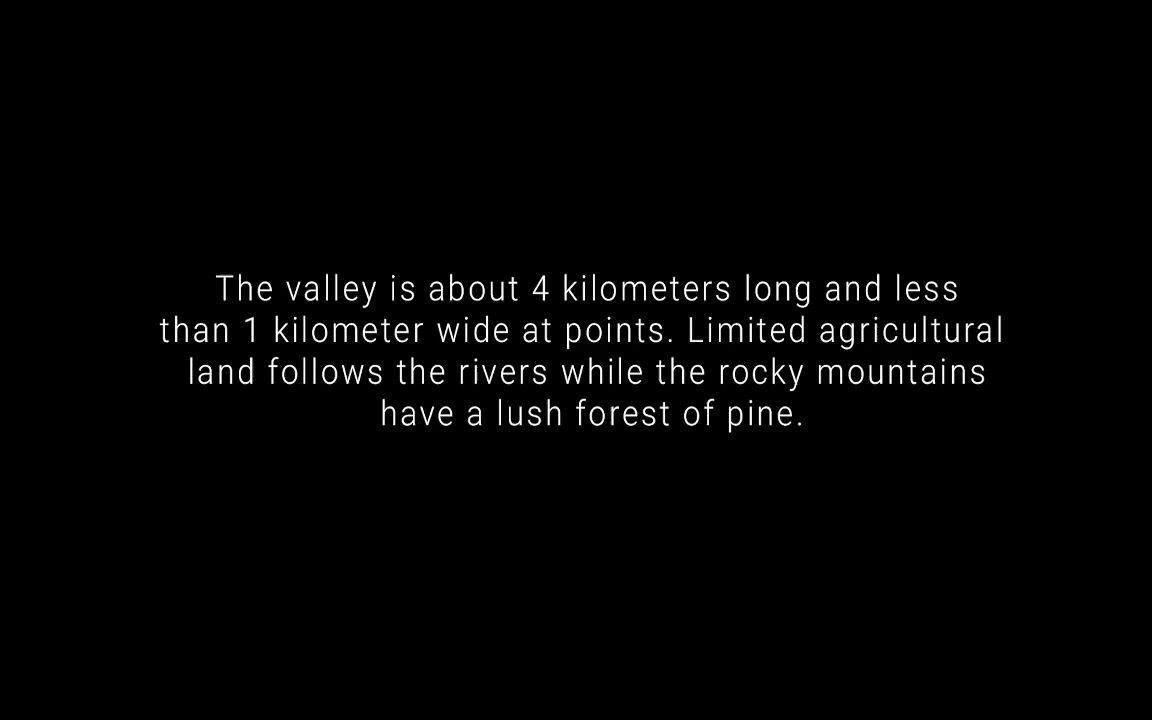 The valley is about 4 kilometers long and less
than 1 kilometer wide at points. Limited agricultural
land follows the rivers while the rocky mountains
have a lush forest of pine.